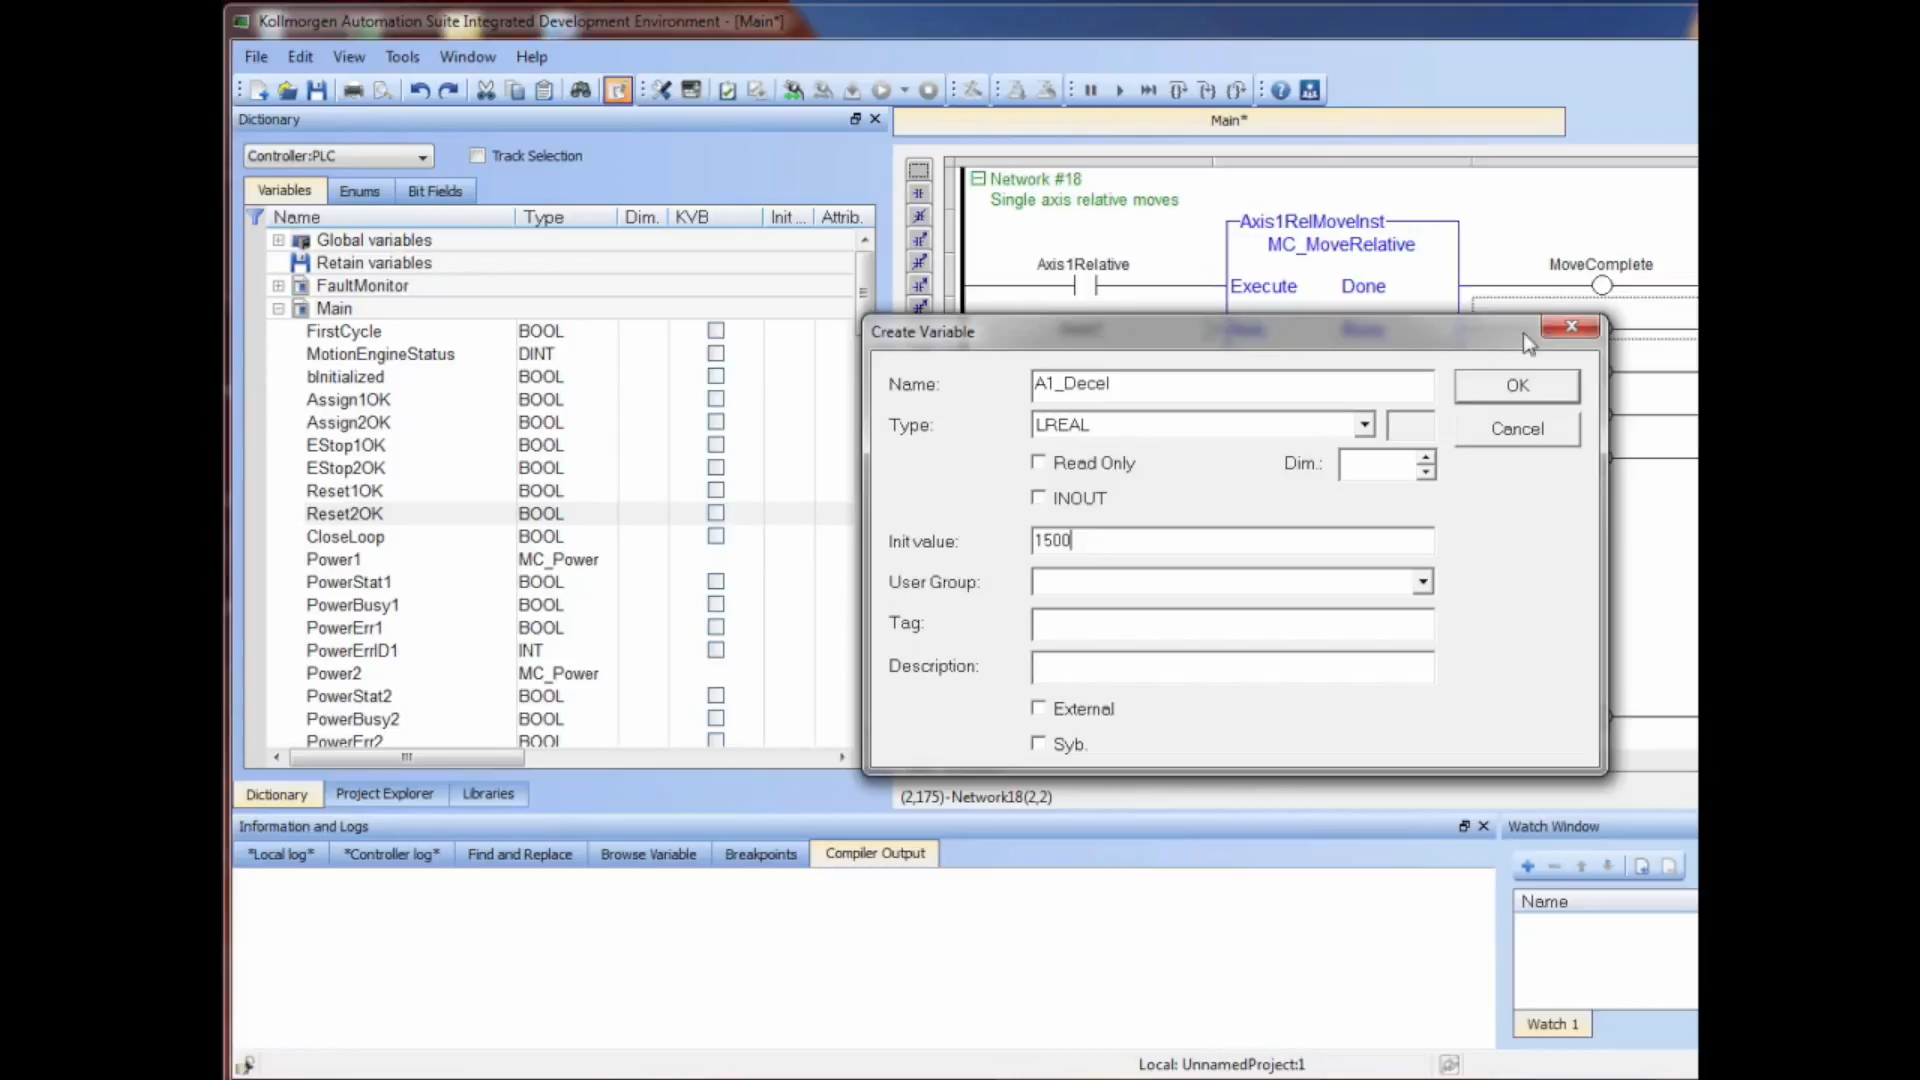 Kollmorgen Automation Suite Integrated Development Environment - [Main*]
File Edit View Tools Window Help
Dictionary
Main*
Controller:PLC
Track Selection
Variables Enums Bit Fields
Name Type Dim. KVB Init ... Attrib.
Global variables
Retain variables
FaultMonitor
Main
FirstCycle BOOL
MotionEngineStatus DINT
bInitialized BOOL
Assign1OK BOOL
Assign2OK BOOL
EStop1OK BOOL
EStop2OK BOOL
Reset1OK BOOL
Reset2OK BOOL
CloseLoop BOOL
Power1 MC_Power
PowerStat1 BOOL
PowerBusy1 BOOL
PowerErr1 BOOL
PowerErrID1 INT
Power2 MC_Power
PowerStat2 BOOL
PowerBusy2 BOOL
PowerErr2 BOOL
Dictionary Project Explorer Libraries
Network #18
Single axis relative moves
Axis1RelMoveInst
MC_MoveRelative
Axis1Relative
MoveComplete
Execute Done
Create Variable
Name: A1_Decel
OK
Type: LREAL
Cancel
Read Only Dim.:
INOUT
Init value: 1500
User Group:
Tag:
Description:
External
Syb.
(2,175)-Network18(2,2)
Information and Logs
*Local log* *Controller log* Find and Replace Browse Variable Breakpoints Compiler Output
Watch Window
Name
Watch 1
Local: UnnamedProject:1